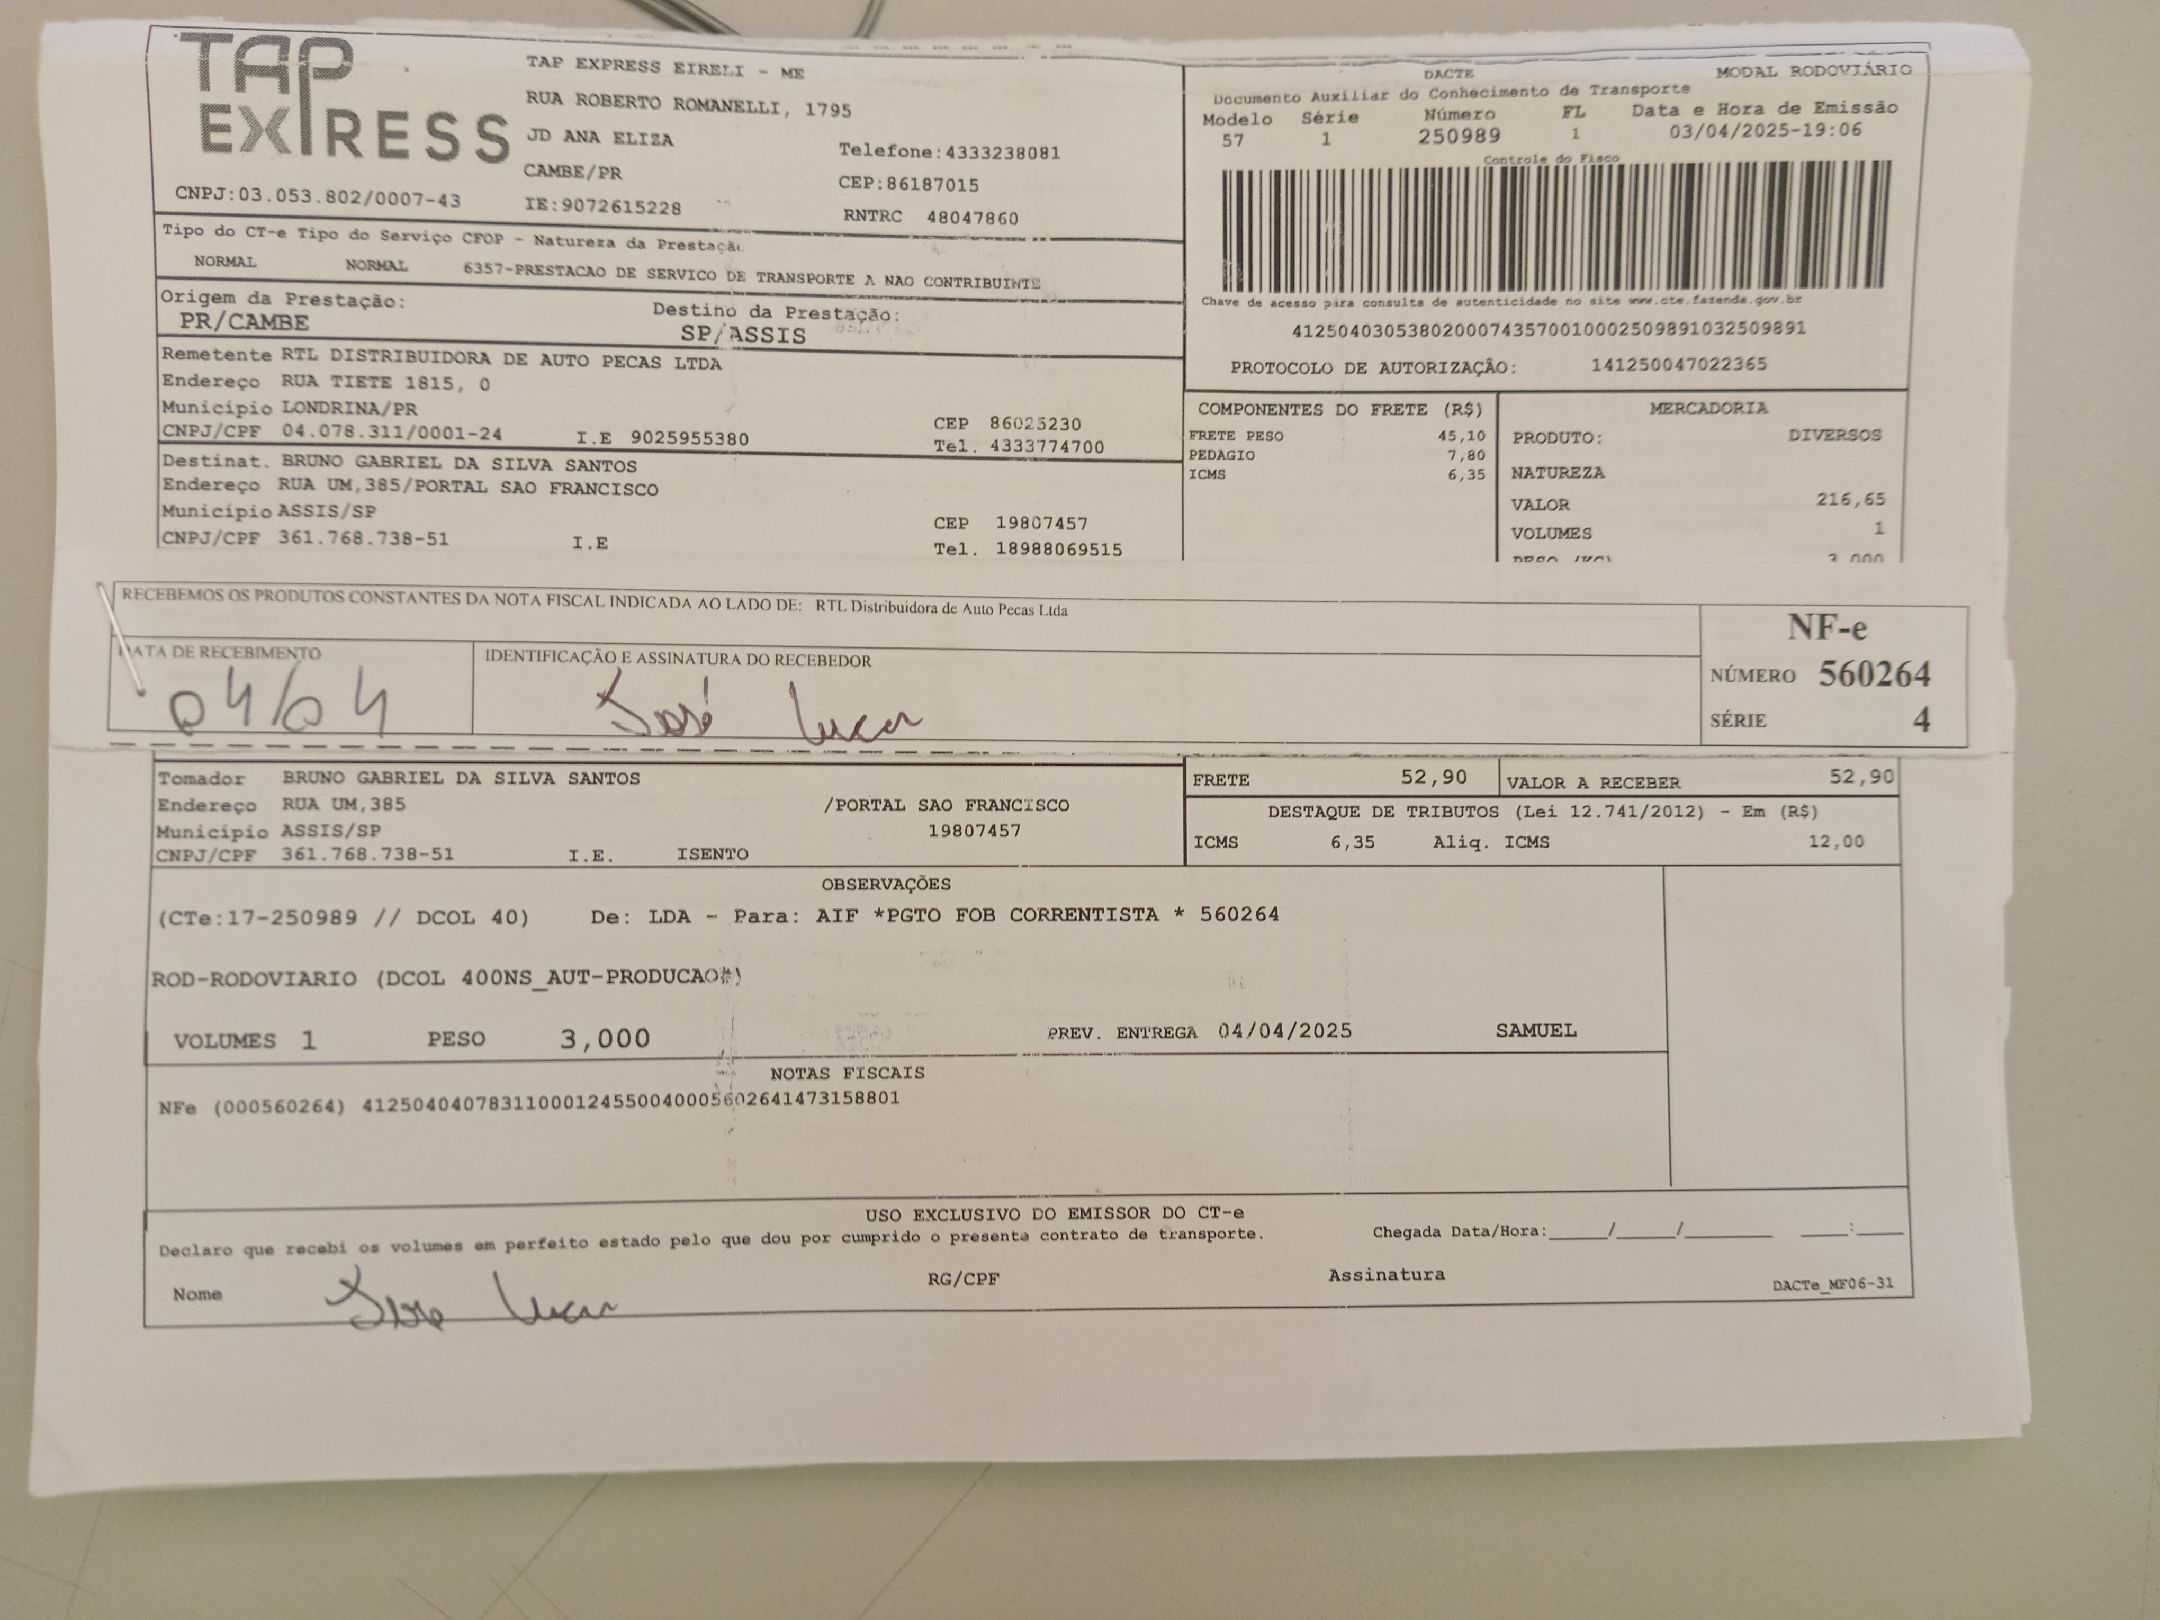 TAP EXPRESS
TAP EXPRESS EIRELI - ME
RUA ROBERTO ROMANELLI, 1795
JD ANA ELIZA
CAMBE/PR
Telefone:4333238081
CEP:86187015
CNPJ:03.053.802/0007-43
IE:9072615228
RNTRC 48047860
DACTE MODAL RODOVIÁRIO
Documento Auxiliar do Conhecimento de Transporte
Modelo Série Número FL Data e Hora de Emissão
57 1 250989 1 03/04/2025-19:06
Controle do Fisco
Chave de acesso para consulta de autenticidade no site www.cte.fazenda.gov.br
41250403053802000743570010002509891032509891
PROTOCOLO DE AUTORIZAÇÂO: 141250047022365
Tipo do CT-e Tipo do Serviço CFOP - Natureza da Prestação
NORMAL NORMAL 6357-PRESTACAO DE SERVICO DE TRANSPORTE A NAO CONTRIBUINTE
Origem da Prestação: Destino da Prestação:
PR/CAMBE SP/ASSIS
Remetente RTL DISTRIBUIDORA DE AUTO PECAS LTDA
Endereço RUA TIETE 1815, 0
Municipio LONDRINA/PR CEP 86025230
CNPJ/CPF 04.078.311/0001-24 I.E 9025955380 Tel. 4333774700
Destinat. BRUNO GABRIEL DA SILVA SANTOS
Endereço RUA UM,385/PORTAL SAO FRANCISCO
Municipio ASSIS/SP CEP 19807457
CNPJ/CPF 361.768.738-51 I.E Tel. 18988069515
COMPONENTES DO FRETE (R$)
FRETE PESO 45,10
PEDAGIO 7,80
ICMS 6,35
MERCADORIA
PRODUTO: DIVERSOS
NATUREZA
VALOR 216,65
VOLUMES 1
RECEBEMOS OS PRODUTOS CONSTANTES DA NOTA FISCAL INDICADA AO LADO DE: RTL Distribuidora de Auto Pecas Ltda
DATA DE RECEBIMENTO
04/04
IDENTIFICAÇÃO E ASSINATURA DO RECEBEDOR
José Lucar
NF-e
NÚMERO 560264
SÉRIE 4
Tomador BRUNO GABRIEL DA SILVA SANTOS
Endereço RUA UM,385 /PORTAL SAO FRANCISCO
Municipio ASSIS/SP 19807457
CNPJ/CPF 361.768.738-51 I.E. ISENTO
FRETE 52,90 VALOR A RECEBER 52,90
DESTAQUE DE TRIBUTOS (Lei 12.741/2012) - Em (R$)
ICMS 6,35 Aliq. ICMS 12,00
OBSERVAÇÕES
(CTe:17-250989 // DCOL 40) De: LDA - Para: AIF *PGTO FOB CORRENTISTA * 560264
ROD-RODOVIARIO (DCOL 400NS_AUT-PRODUCAO#)
VOLUMES 1 PESO 3,000 PREV. ENTREGA 04/04/2025 SAMUEL
NOTAS FISCAIS
NFe (000560264) 41250404078311000124550040005602641473158801
USO EXCLUSIVO DO EMISSOR DO CT-e
Declaro que recebi os volumes em perfeito estado pelo que dou por cumprido o presente contrato de transporte. Chegada Data/Hora:_____/_____/________ ____:____
Nome José Lucar RG/CPF Assinatura
DACTe_MF06-31